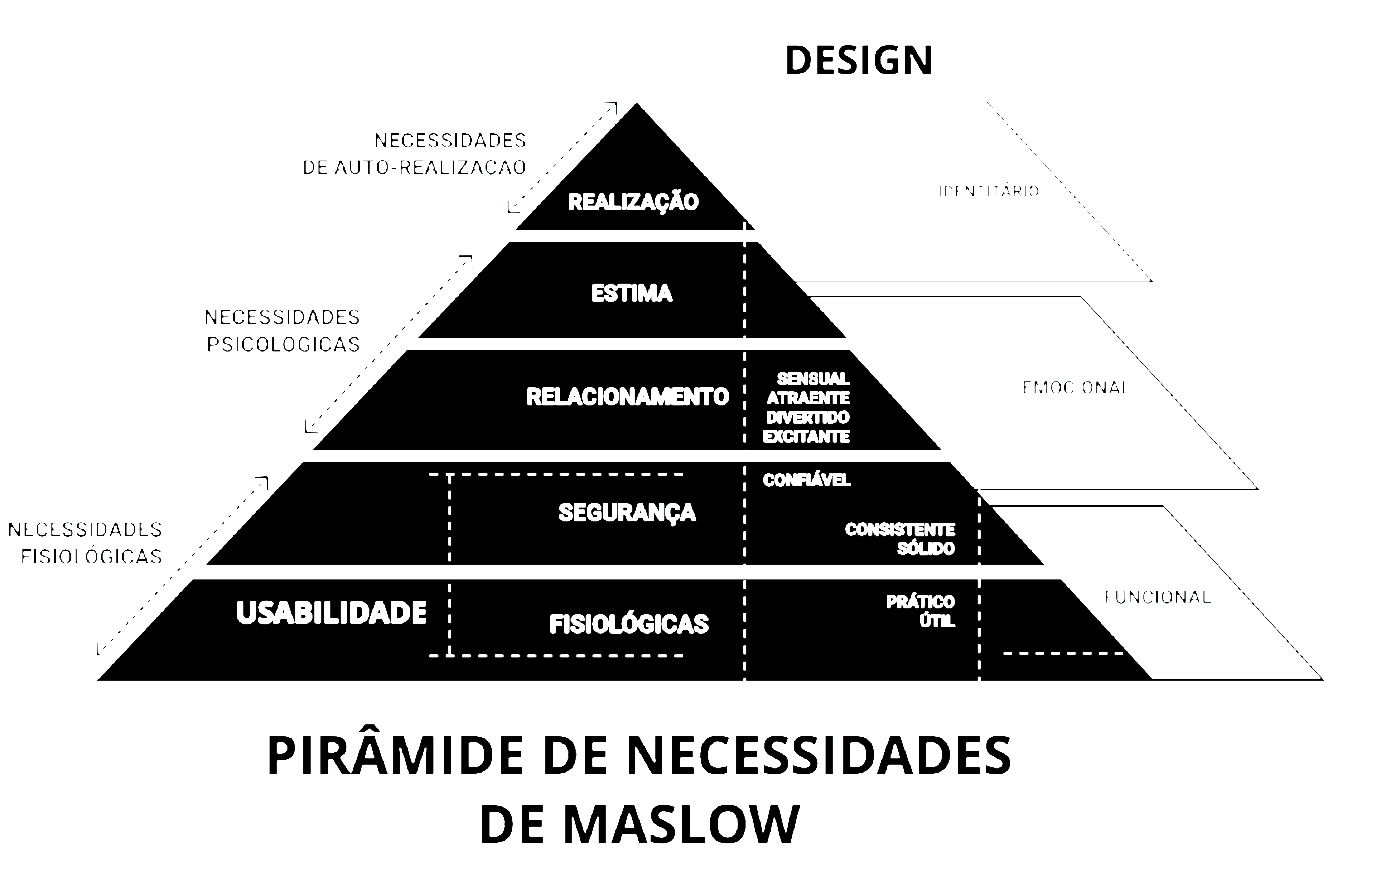 DESIGN
NECESSIDADES
DE AUTO-REALIZACAO
REALIZAÇÃO
IDENTITÁRIO
ESTIMA
NECESSIDADES
PSICOLOGICAS
RELACIONAMENTO
SENSUAL
ATRAENTE
DIVERTIDO
EXCITANTE
EMOCIONAL
CONFIÁVEL
SEGURANÇA
CONSISTENTE
SÓLIDO
NECESSIDADES
FISIOLÓGICAS
USABILIDADE
FISIOLÓGICAS
PRÁTICO
ÚTIL
FUNCIONAL
PIRÂMIDE DE NECESSIDADES
DE MASLOW